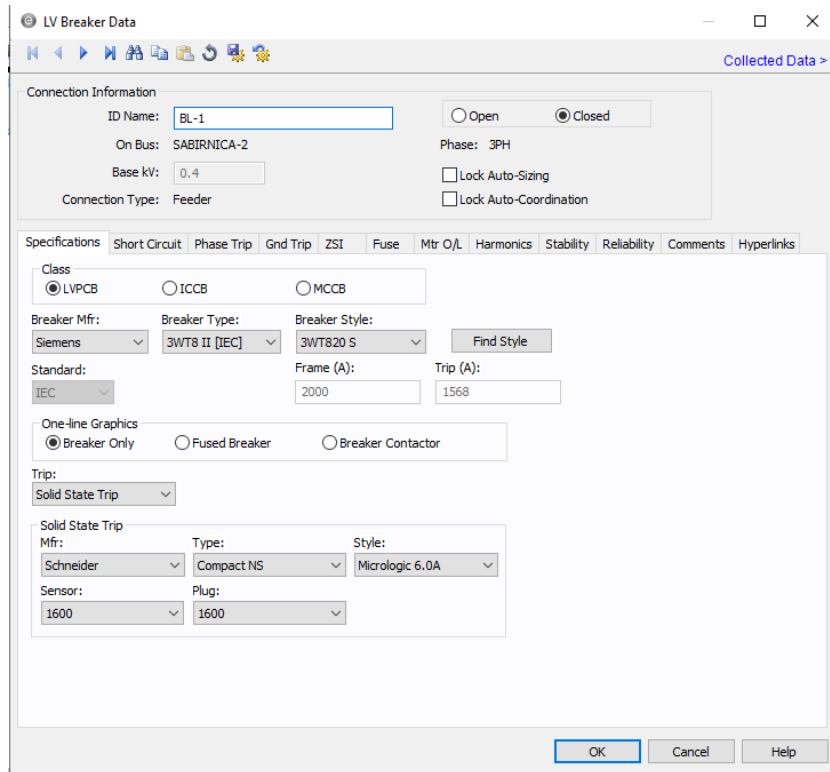 LV Breaker Data
Collected Data >
Connection Information
ID Name: BL-1
Open Closed
On Bus: SABIRNICA-2
Phase: 3PH
Base kV: 0.4
Lock Auto-Sizing
Connection Type: Feeder
Lock Auto-Coordination
Specifications Short Circuit Phase Trip Gnd Trip ZSI Fuse Mtr O/L Harmonics Stability Reliability Comments Hyperlinks
Class
LVPCB ICCB MCCB
Breaker Mfr: Breaker Type: Breaker Style:
Siemens 3WT8 II [IEC] 3WT820 S Find Style
Standard: Frame (A): Trip (A):
IEC 2000 1568
One-line Graphics
Breaker Only Fused Breaker Breaker Contactor
Trip:
Solid State Trip
Solid State Trip
Mfr: Type: Style:
Schneider Compact NS Micrologic 6.0A
Sensor: Plug:
1600 1600
OK Cancel Help